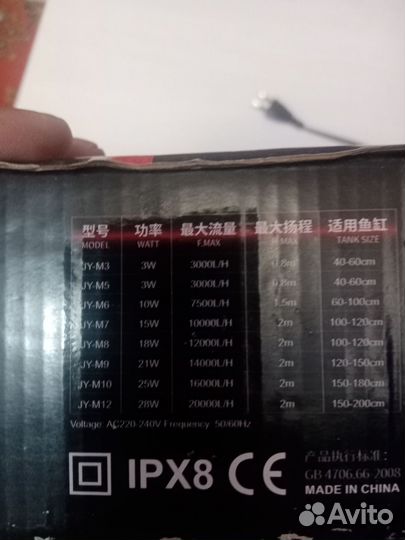 型号 功率 最大流量 最大扬程 适用鱼缸
MODEL WATT F.MAX H.MAX TANK SIZE
JY-M3 3W 3000L/H 0.8m 40-60cm
JY-M5 3W 3000L/H 0.8m 40-60cm
JY-M6 10W 7500L/H 1.5m 60-100cm
JY-M7 15W 10000L/H 2m 100-120cm
JY-M8 18W 12000L/H 2m 100-120cm
JY-M9 21W 14000L/H 2m 120-150cm
JY-M10 25W 16000L/H 2m 150-180cm
JY-M12 28W 20000L/H 2m 150-200cm
Voltage AC220-240V Frequency 50/60Hz
IPX8 CE
产品执行标准:
GB 4706.66-2008
MADE IN CHINA
Avito